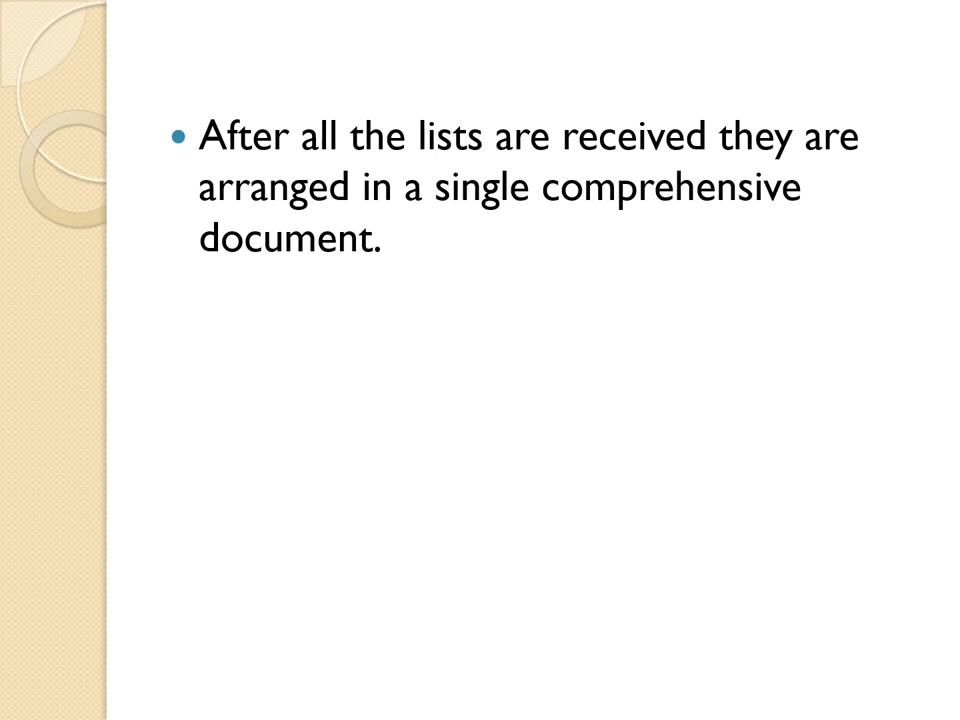 • After all the lists are received they are
arranged in a single comprehensive
document.